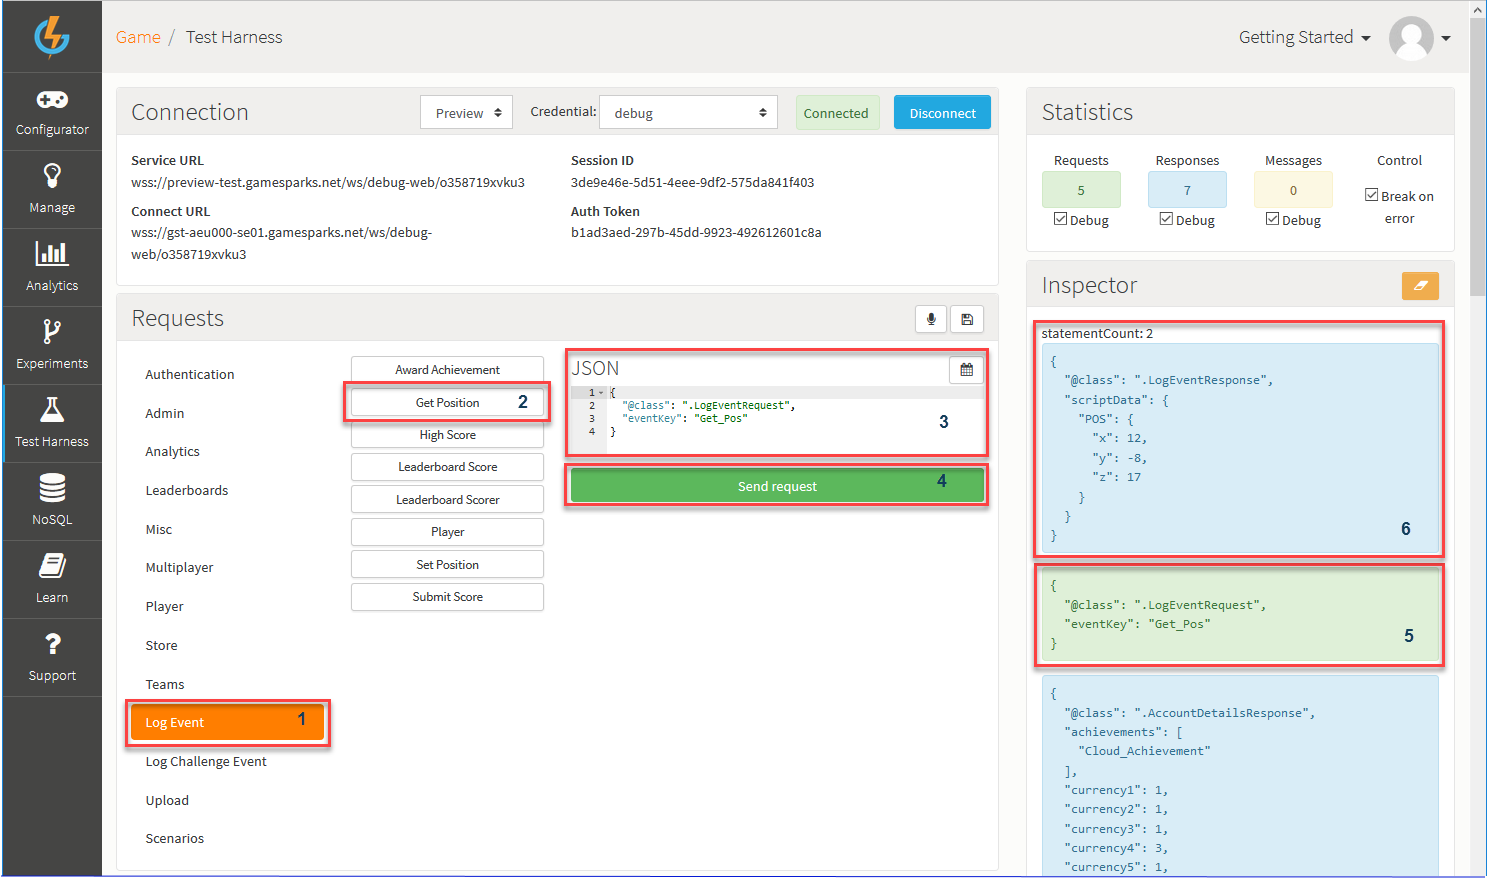 Game / Test Harness
Getting Started
Configurator
Manage
Analytics
Experiments
Test Harness
NoSQL
Learn
Support
Connection
Preview
Credential:
debug
Connected
Disconnect
Service URL
wss://preview-test.gamesparks.net/ws/debug-web/o358719xvku3
Session ID
3de9e46e-5d51-4eee-9df2-575da841f403
Connect URL
wss://gst-aeu000-se01.gamesparks.net/ws/debug-
web/o358719xvku3
Auth Token
b1ad3aed-297b-45dd-9923-492612601c8a
Statistics
Requests
5
Debug
Responses
7
Debug
Messages
0
Debug
Control
Break on
error
Requests
Authentication
Admin
Analytics
Leaderboards
Misc
Multiplayer
Player
Store
Teams
Log Event 1
Log Challenge Event
Upload
Scenarios
Award Achievement
Get Position 2
High Score
Leaderboard Score
Leaderboard Scorer
Player
Set Position
Submit Score
JSON
1 {
2 "@class": ".LogEventRequest",
3 "eventKey": "Get_Pos"
4 }
3
Send request 4
Inspector
statementCount: 2
{
"@class": ".LogEventResponse",
"scriptData": {
"POS": {
"x": 12,
"y": -8,
"z": 17
}
}
}
6
{
"@class": ".LogEventRequest",
"eventKey": "Get_Pos"
}
5
{
"@class": ".AccountDetailsResponse",
"achievements": [
"Cloud_Achievement"
],
"currency1": 1,
"currency2": 1,
"currency3": 1,
"currency4": 3,
"currency5": 1,